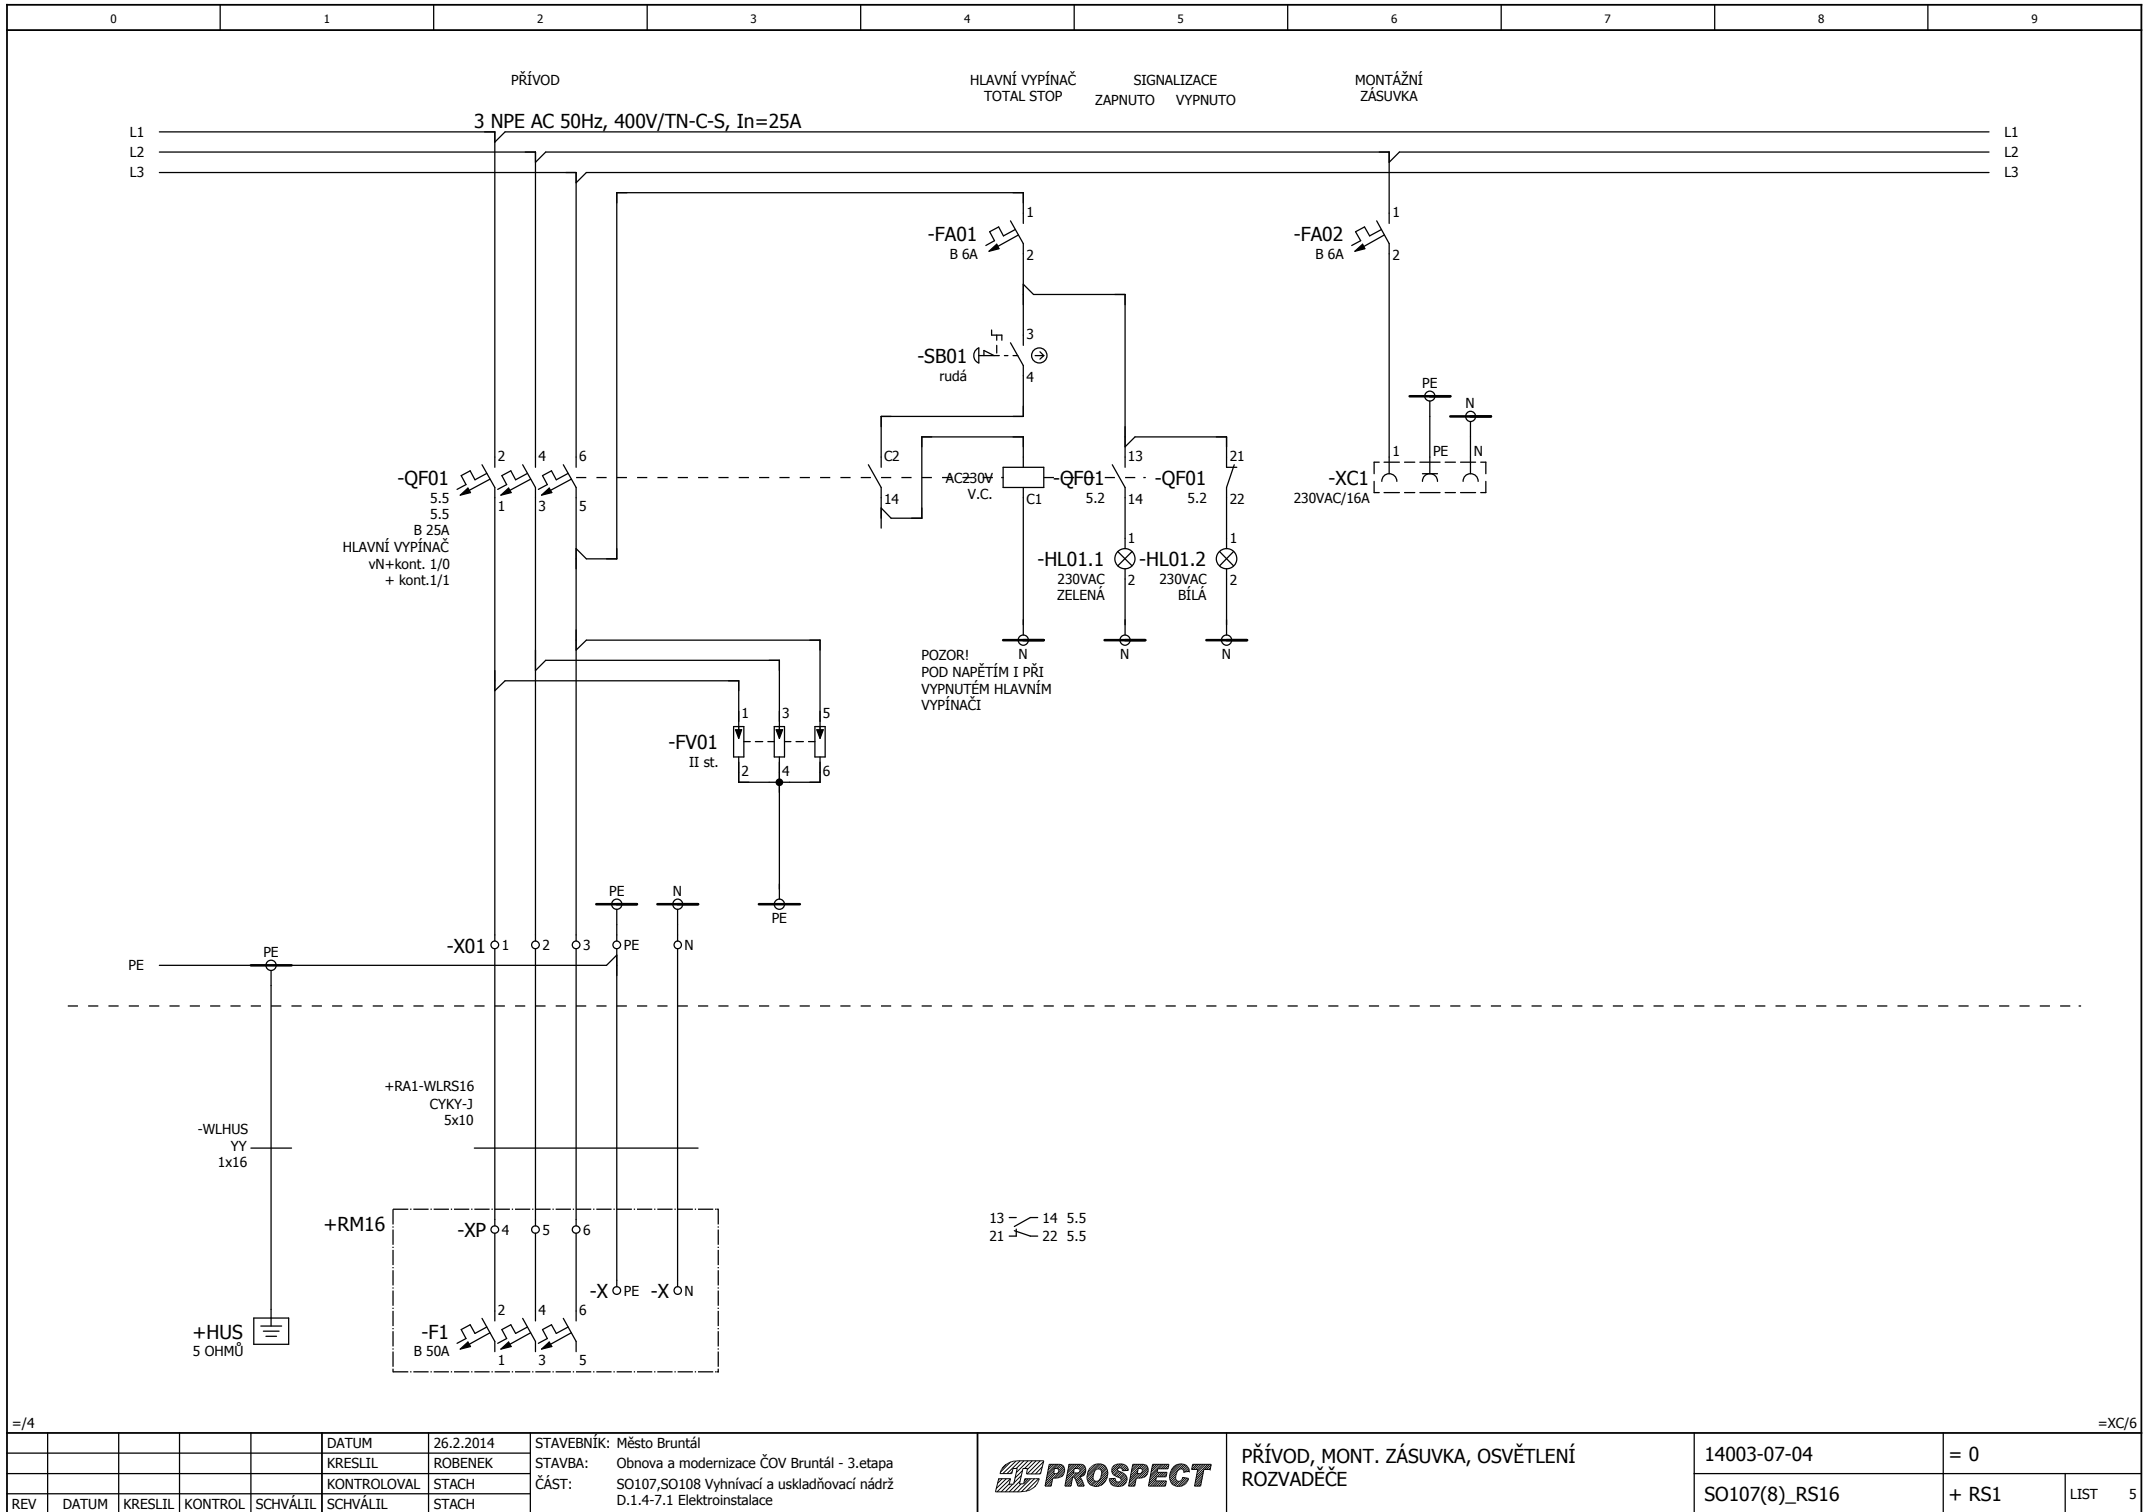 0 1 2 3 4 5 6 7 8 9
PŘÍVOD
HLAVNÍ VYPÍNAČ
TOTAL STOP
SIGNALIZACE
ZAPNUTO VYPNUTO
MONTÁŽNÍ
ZÁSUVKA
3 NPE AC 50Hz, 400V/TN-C-S, In=25A
L1 L1
L2 L2
L3 L3
1
-FA01
B 6A
2
1
-FA02
B 6A
2
3
-SB01
rudá
4
PE
N
2 4 6
-QF01
5.5
5.5
B 25A
HLAVNÍ VYPÍNAČ
vN+kont. 1/0
+ kont.1/1
1 3 5
C2
14
AC230V
V.C.
C1
13
-QF01
5.2
14
21
-QF01
5.2
22
1 PE N
-XC1
230VAC/16A
1
-HL01.1
230VAC
ZELENÁ
2
1
-HL01.2
230VAC
BÍLÁ
2
N N N
POZOR!
POD NAPĚTÍM I PŘI
VYPNUTÉM HLAVNÍM
VYPÍNAČI
1 3 5
-FV01
II st.
2 4 6
PE N
PE
-X01 1 2 3 PE N
PE PE
+RA1-WLRS16
CYKY-J
5x10
-WLHUS
YY
1x16
+RM16
-XP 4 5 6
13 14 5.5
21 22 5.5
-X PE -X N
2 4 6
-F1
B 50A
1 3 5
+HUS
5 OHMŮ
=/4 =XC/6
REV DATUM KRESLIL KONTROL SCHVÁLIL
DATUM 26.2.2014
KRESLIL ROBENEK
KONTROLOVAL STACH
SCHVÁLIL STACH
STAVEBNÍK: Město Bruntál
STAVBA: Obnova a modernizace ČOV Bruntál - 3.etapa
ČÁST: SO107,SO108 Vyhnívací a uskladňovací nádrž
D.1.4-7.1 Elektroinstalace
PROSPECT
PŘÍVOD, MONT. ZÁSUVKA, OSVĚTLENÍ
ROZVADĚČE
14003-07-04
SO107(8)_RS16
= 0
+ RS1
LIST 5